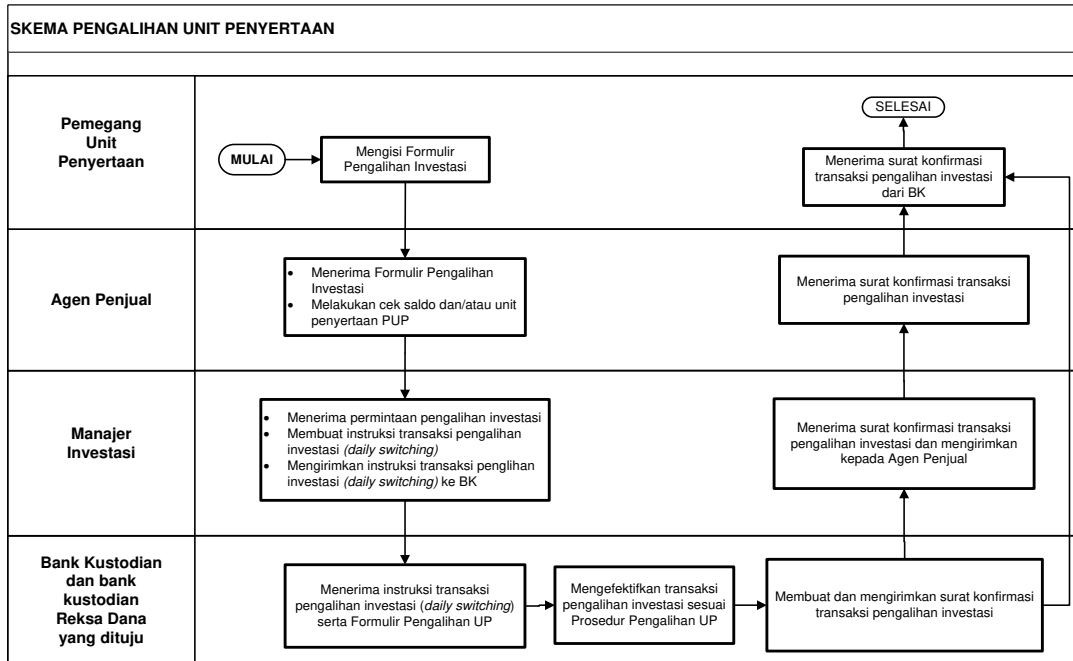 SKEMA PENGALIHAN UNIT PENYERTAAN
Pemegang
Unit
Penyertaan
MULAI
Mengisi Formulir
Pengalihan Investasi
SELESAI
Menerima surat konfirmasi
transaksi pengalihan investasi
dari BK
Agen Penjual
• Menerima Formulir Pengalihan
Investasi
• Melakukan cek saldo dan/atau unit
penyertaan PUP
Menerima surat konfirmasi transaksi
pengalihan investasi
Manajer
Investasi
• Menerima permintaan pengalihan investasi
• Membuat instruksi transaksi pengalihan
investasi (daily switching)
• Mengirimkan instruksi transaksi penglihan
investasi (daily switching) ke BK
Menerima surat konfirmasi transaksi
pengalihan investasi dan mengirimkan
kepada Agen Penjual
Bank Kustodian
dan bank
kustodian
Reksa Dana
yang dituju
Menerima instruksi transaksi
pengalihan investasi (daily switching)
serta Formulir Pengalihan UP
Mengefektifkan transaksi
pengalihan investasi sesuai
Prosedur Pengalihan UP
Membuat dan mengirimkan surat konfirmasi
transaksi pengalihan investasi